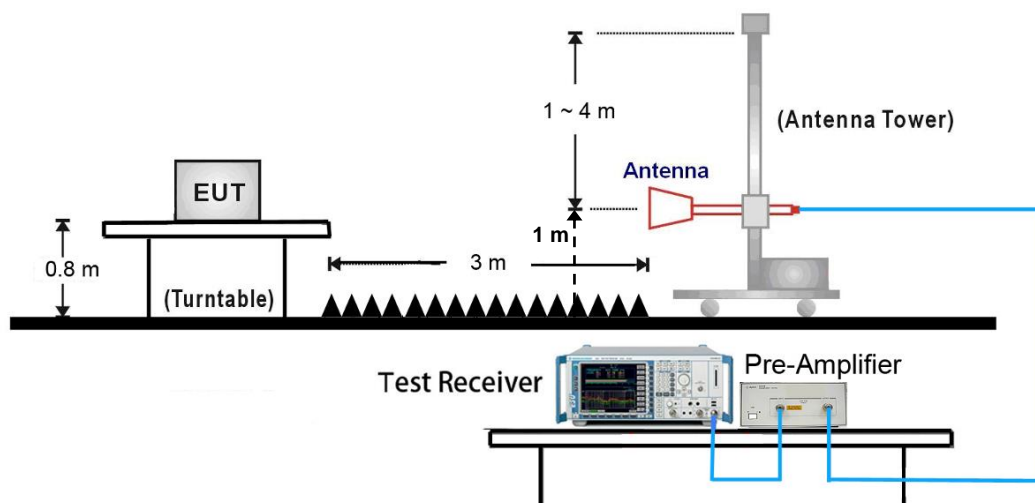 1 ~ 4 m
(Antenna Tower)
Antenna
EUT
1 m
0.8 m
3 m
(Turntable)
Test Receiver
Pre-Amplifier